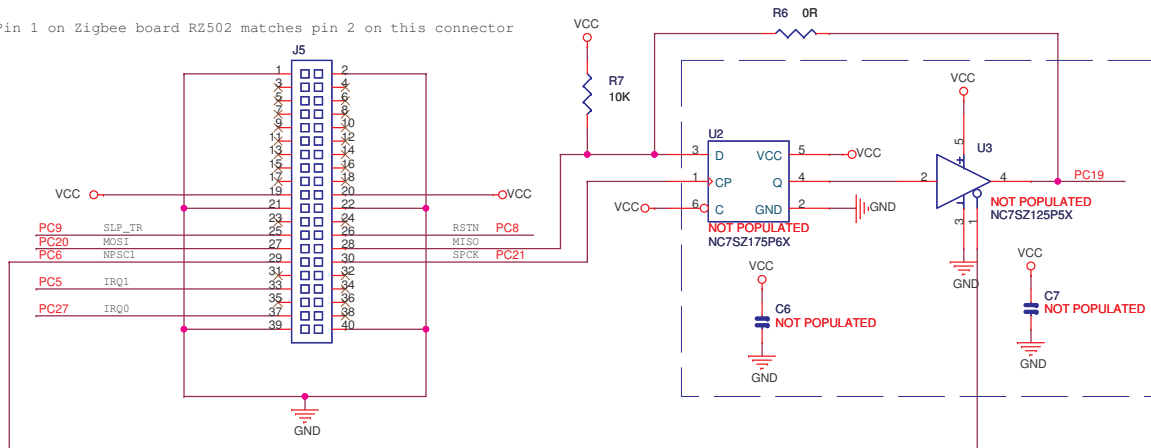 Pin 1 on Zigbee board RZ502 matches pin 2 on this connector
J5
1 2
3 4
5 6
7 8
9 10
11 12
13 14
15 16
17 18
VCC 19 20 VCC
21 22
23 24
PC9 SLP_TR 25 26 RSTN PC8
PC20 MOSI 27 28 MISO
PC6 NPSC1 29 30 SPCK PC21
31 32
PC5 IRQ1 33 34
35 36
PC27 IRQ0 37 38
39 40
GND
VCC
R7
10K
R6 0R
U2
3 D VCC 5 VCC
1 CP Q 4
VCC 6 C GND 2 GND
NOT POPULATED
NC7SZ175P6X
VCC
5
U3
2 4 PC19
3 1
NOT POPULATED
NC7SZ125P5X
GND
VCC
C6
NOT POPULATED
GND
VCC
C7
NOT POPULATED
GND